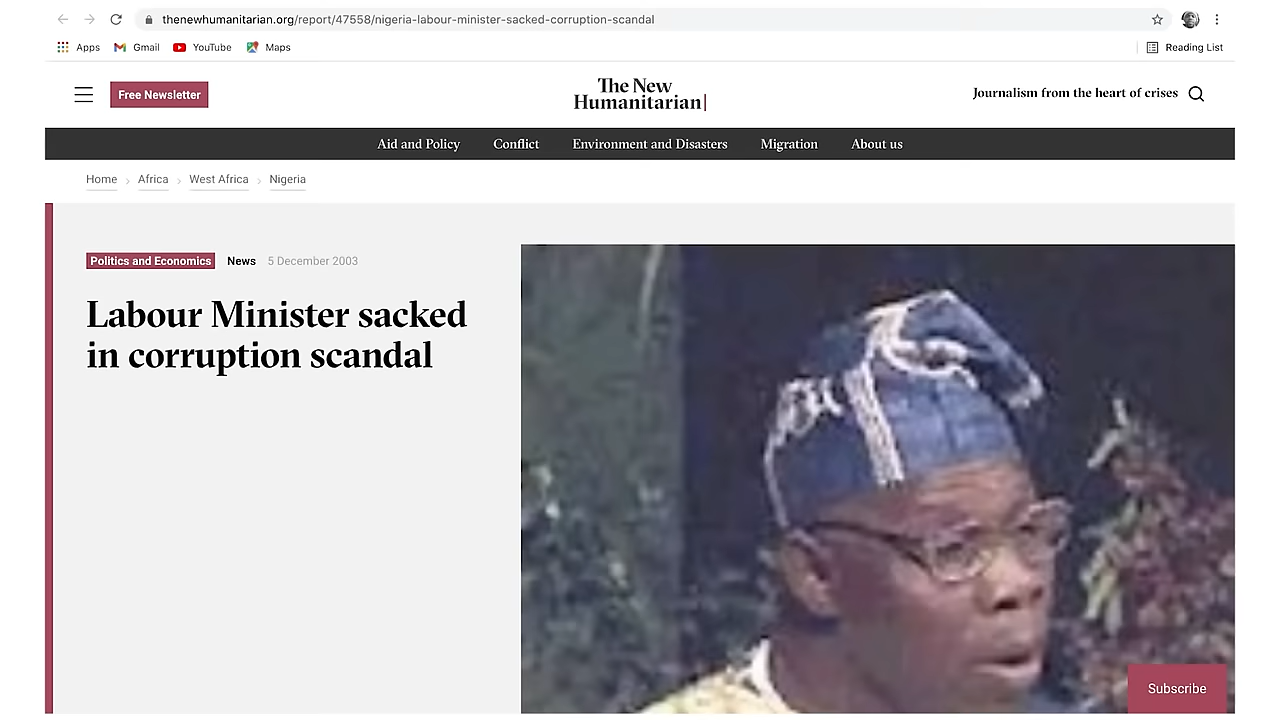 thenewhumanitarian.org/report/47558/nigeria-labour-minister-sacked-corruption-scandal
Apps Gmail YouTube Maps Reading List
Free Newsletter
The New
Humanitarian
Journalism from the heart of crises
Aid and Policy Conflict Environment and Disasters Migration About us
Home › Africa › West Africa › Nigeria
Politics and Economics News 5 December 2003
Labour Minister sacked
in corruption scandal
Subscribe